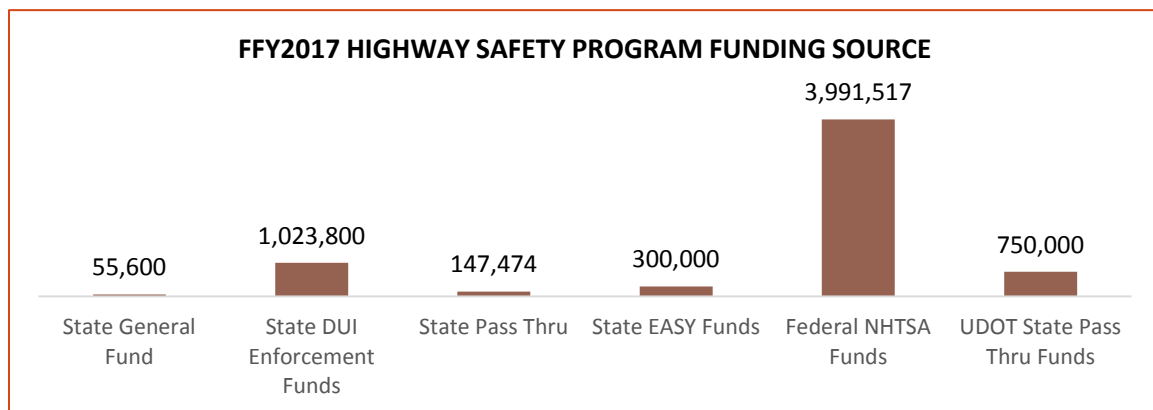 FFY2017 HIGHWAY SAFETY PROGRAM FUNDING SOURCE
3,991,517
1,023,800
750,000
300,000
147,474
55,600
State General
Fund
State DUI
Enforcement
Funds
State Pass Thru
State EASY Funds
Federal NHTSA
Funds
UDOT State Pass
Thru Funds